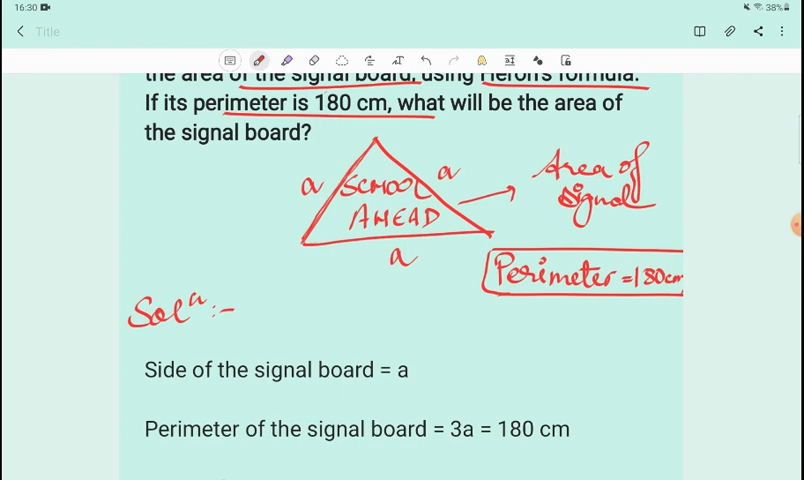 16:30
38%
Title
the area of the signal board, using Heron's formula.
If its perimeter is 180 cm, what will be the area of
the signal board?
a
a
SCHOOL
AHEAD
a
Area of
Signal
Perimeter = 180cm
Solⁿ :-
Side of the signal board = a
Perimeter of the signal board = 3a = 180 cm